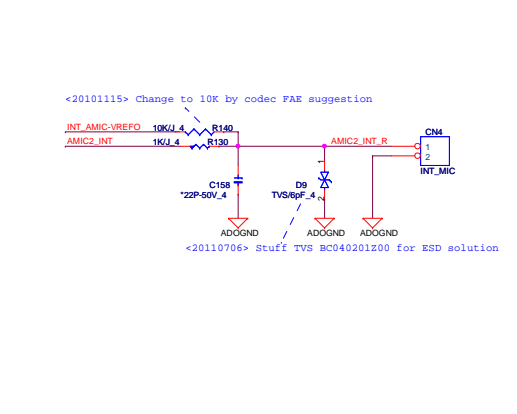 <20101115> Change to 10K by codec FAE suggestion
INT_AMIC-VREFO 10K/J_4 R140
AMIC2_INT 1K/J_4 R130 AMIC2_INT_R CN4
1
2
INT_MIC
1
C158 D9
*22P-50V_4 TVS/6pF_4
2
ADOGND ADOGND ADOGND
<20110706> Stuff TVS BC040201Z00 for ESD solution